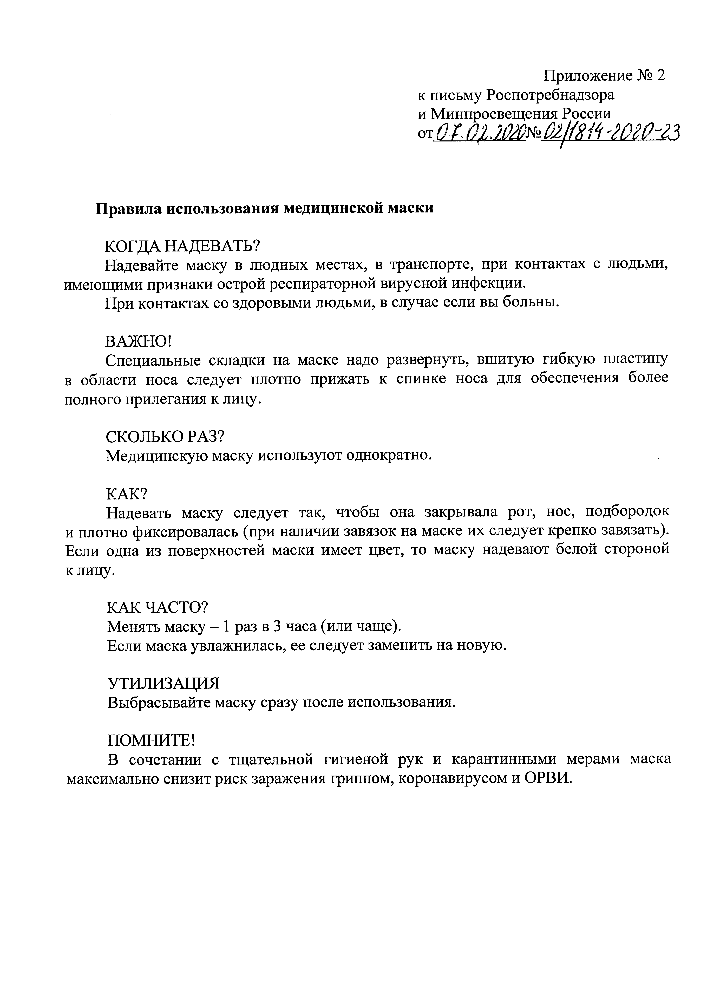 Приложение № 2
к письму Роспотребнадзора
и Минпросвещения России
от 07.02.2020 № 02/1814-2020-23
Правила использования медицинской маски
КОГДА НАДЕВАТЬ?
Надевайте маску в людных местах, в транспорте, при контактах с людьми,
имеющими признаки острой респираторной вирусной инфекции.
При контактах со здоровыми людьми, в случае если вы больны.
ВАЖНО!
Специальные складки на маске надо развернуть, вшитую гибкую пластину
в области носа следует плотно прижать к спинке носа для обеспечения более
полного прилегания к лицу.
СКОЛЬКО РАЗ?
Медицинскую маску используют однократно.
КАК?
Надевать маску следует так, чтобы она закрывала рот, нос, подбородок
и плотно фиксировалась (при наличии завязок на маске их следует крепко завязать).
Если одна из поверхностей маски имеет цвет, то маску надевают белой стороной
к лицу.
КАК ЧАСТО?
Менять маску – 1 раз в 3 часа (или чаще).
Если маска увлажнилась, ее следует заменить на новую.
УТИЛИЗАЦИЯ
Выбрасывайте маску сразу после использования.
ПОМНИТЕ!
В сочетании с тщательной гигиеной рук и карантинными мерами маска
максимально снизит риск заражения гриппом, коронавирусом и ОРВИ.